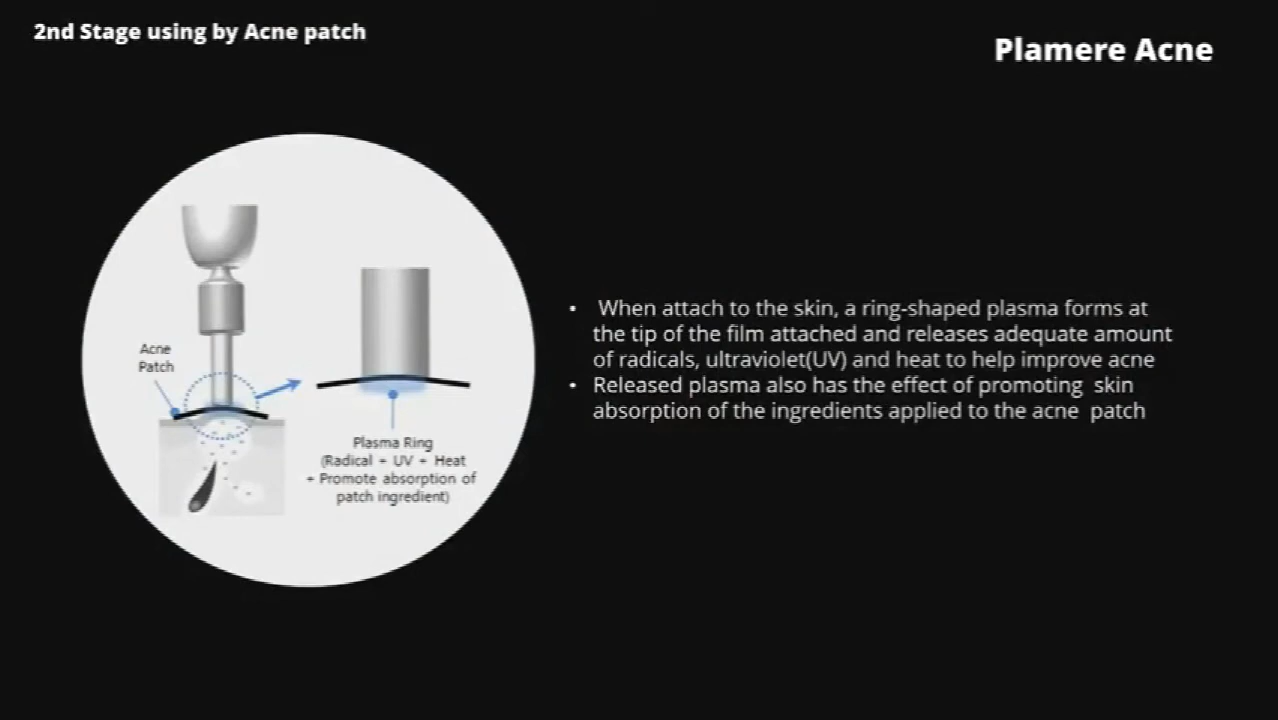 2nd Stage using by Acne patch
Plamere Acne
Acne
Patch
Plasma Ring
(Radical + UV + Heat
+ Promote absorption of
patch ingredient)
• When attach to the skin, a ring-shaped plasma forms at
the tip of the film attached and releases adequate amount
of radicals, ultraviolet(UV) and heat to help improve acne
• Released plasma also has the effect of promoting skin
absorption of the ingredients applied to the acne patch